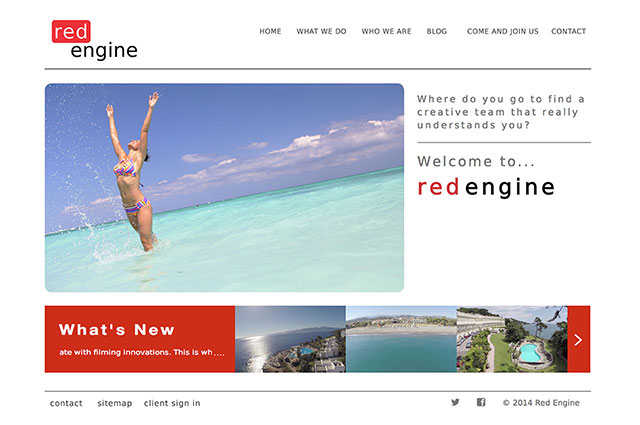 red
engine
HOME WHAT WE DO WHO WE ARE BLOG COME AND JOIN US CONTACT
Where do you go to find a
creative team that really
understands you?
Welcome to...
redengine
What's New
ate with filming innovations. This is wh....
contact sitemap client sign in
© 2014 Red Engine